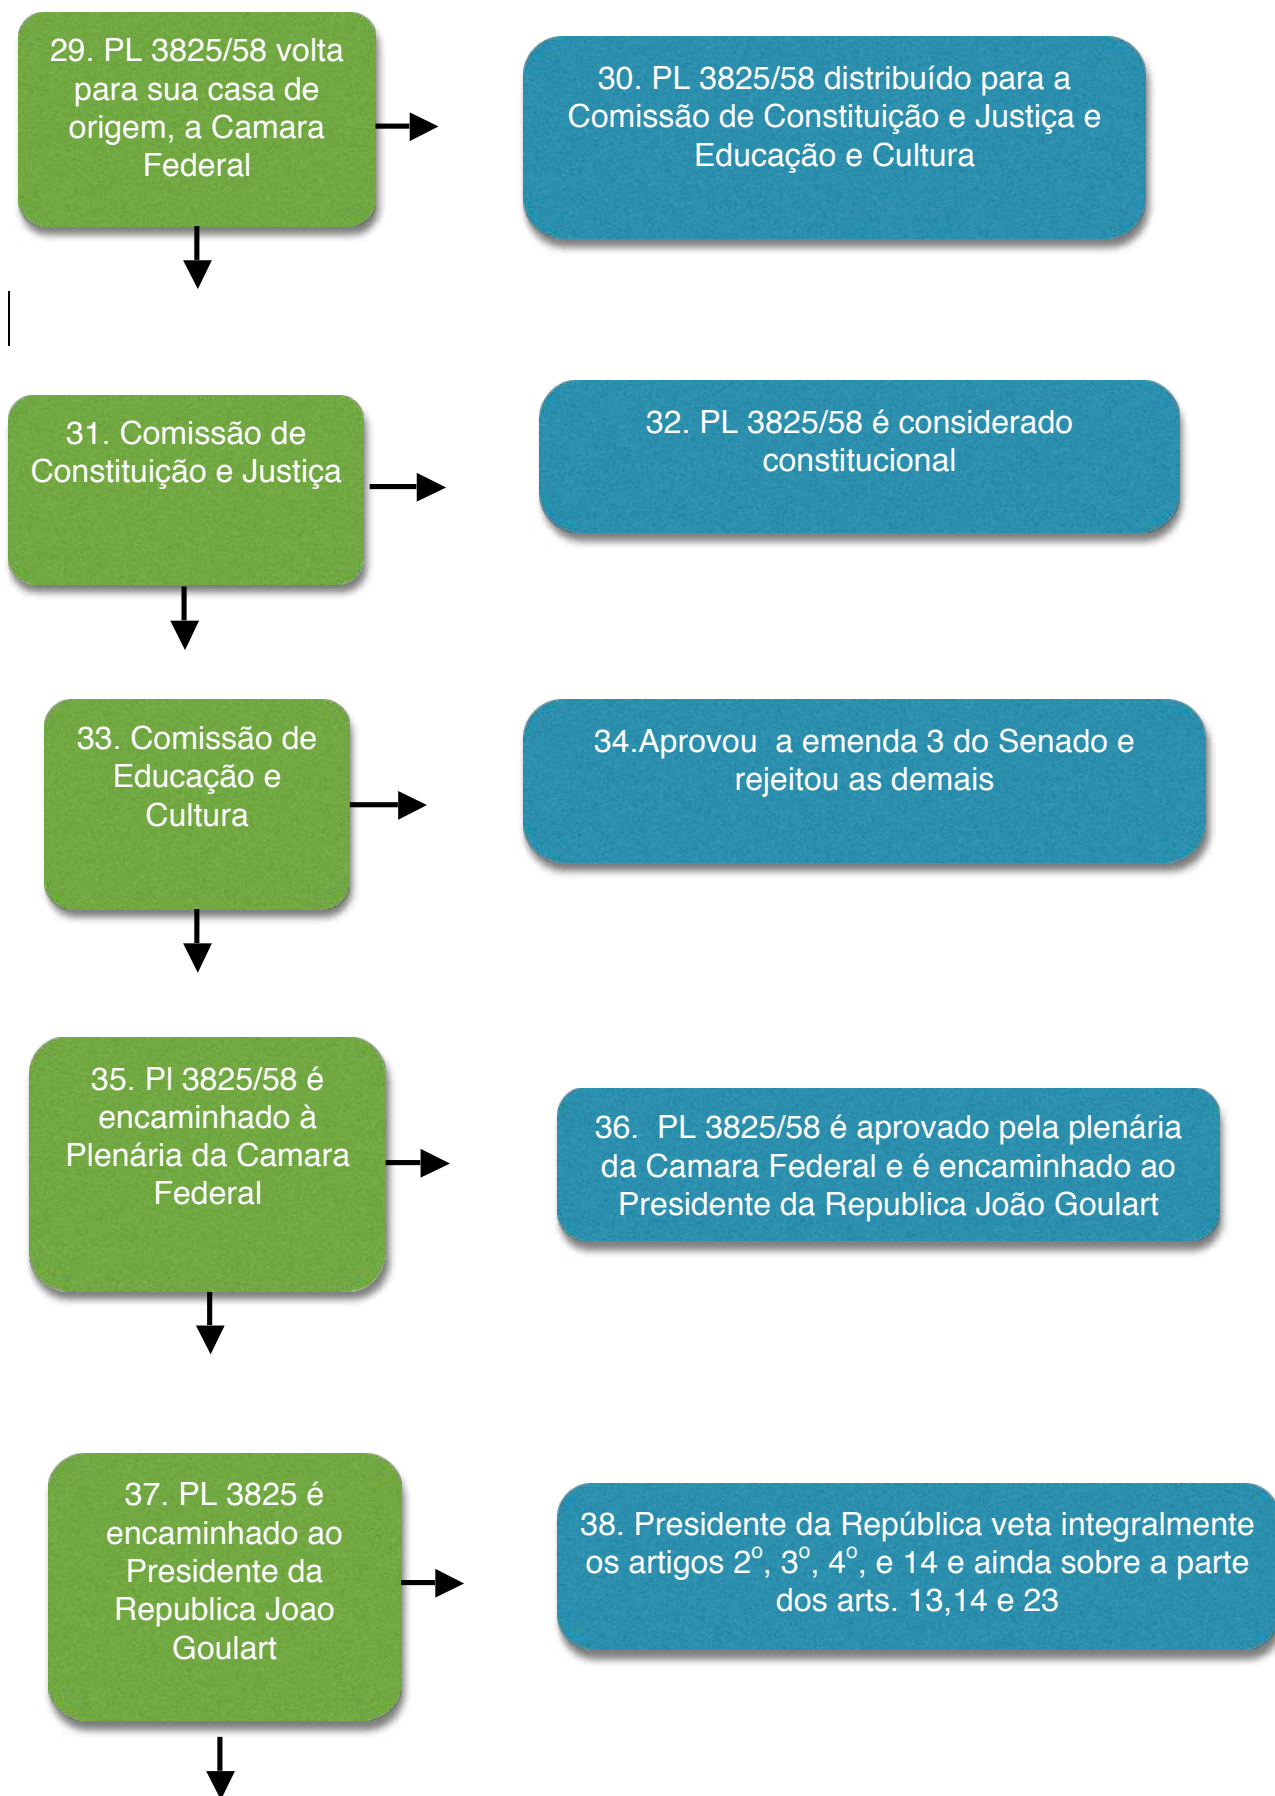 29. PL 3825/58 volta
para sua casa de
origem, a Camara
Federal
30. PL 3825/58 distribuído para a
Comissão de Constituição e Justiça e
Educação e Cultura
31. Comissão de
Constituição e Justiça
32. PL 3825/58 é considerado
constitucional
33. Comissão de
Educação e
Cultura
34.Aprovou  a emenda 3 do Senado e
rejeitou as demais
35. Pl 3825/58 é
encaminhado à
Plenária da Camara
Federal
36.  PL 3825/58 é aprovado pela plenária
da Camara Federal e é encaminhado ao
Presidente da Republica João Goulart
37. PL 3825 é
encaminhado ao
Presidente da
Republica Joao
Goulart
38. Presidente da República veta integralmente
os artigos 2º, 3º, 4º, e 14 e ainda sobre a parte
dos arts. 13,14 e 23